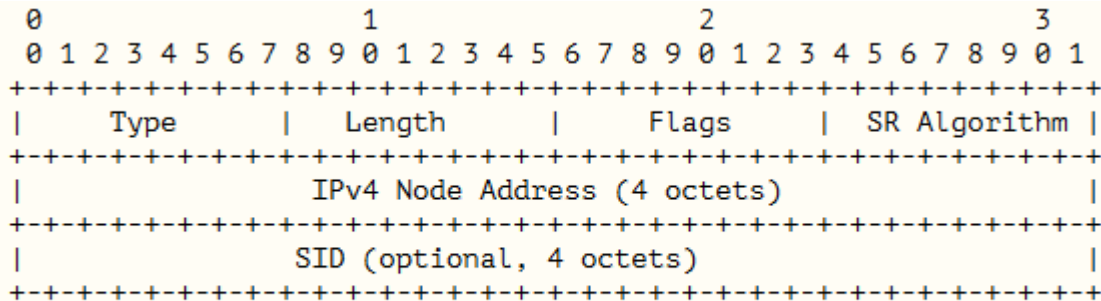 0                   1                   2                   3
 0 1 2 3 4 5 6 7 8 9 0 1 2 3 4 5 6 7 8 9 0 1 2 3 4 5 6 7 8 9 0 1
+-+-+-+-+-+-+-+-+-+-+-+-+-+-+-+-+-+-+-+-+-+-+-+-+-+-+-+-+-+-+-+-+
|     Type      |   Length      |     Flags     |  SR Algorithm |
+-+-+-+-+-+-+-+-+-+-+-+-+-+-+-+-+-+-+-+-+-+-+-+-+-+-+-+-+-+-+-+-+
|                 IPv4 Node Address (4 octets)                  |
+-+-+-+-+-+-+-+-+-+-+-+-+-+-+-+-+-+-+-+-+-+-+-+-+-+-+-+-+-+-+-+-+
|                SID (optional, 4 octets)                       |
+-+-+-+-+-+-+-+-+-+-+-+-+-+-+-+-+-+-+-+-+-+-+-+-+-+-+-+-+-+-+-+-+